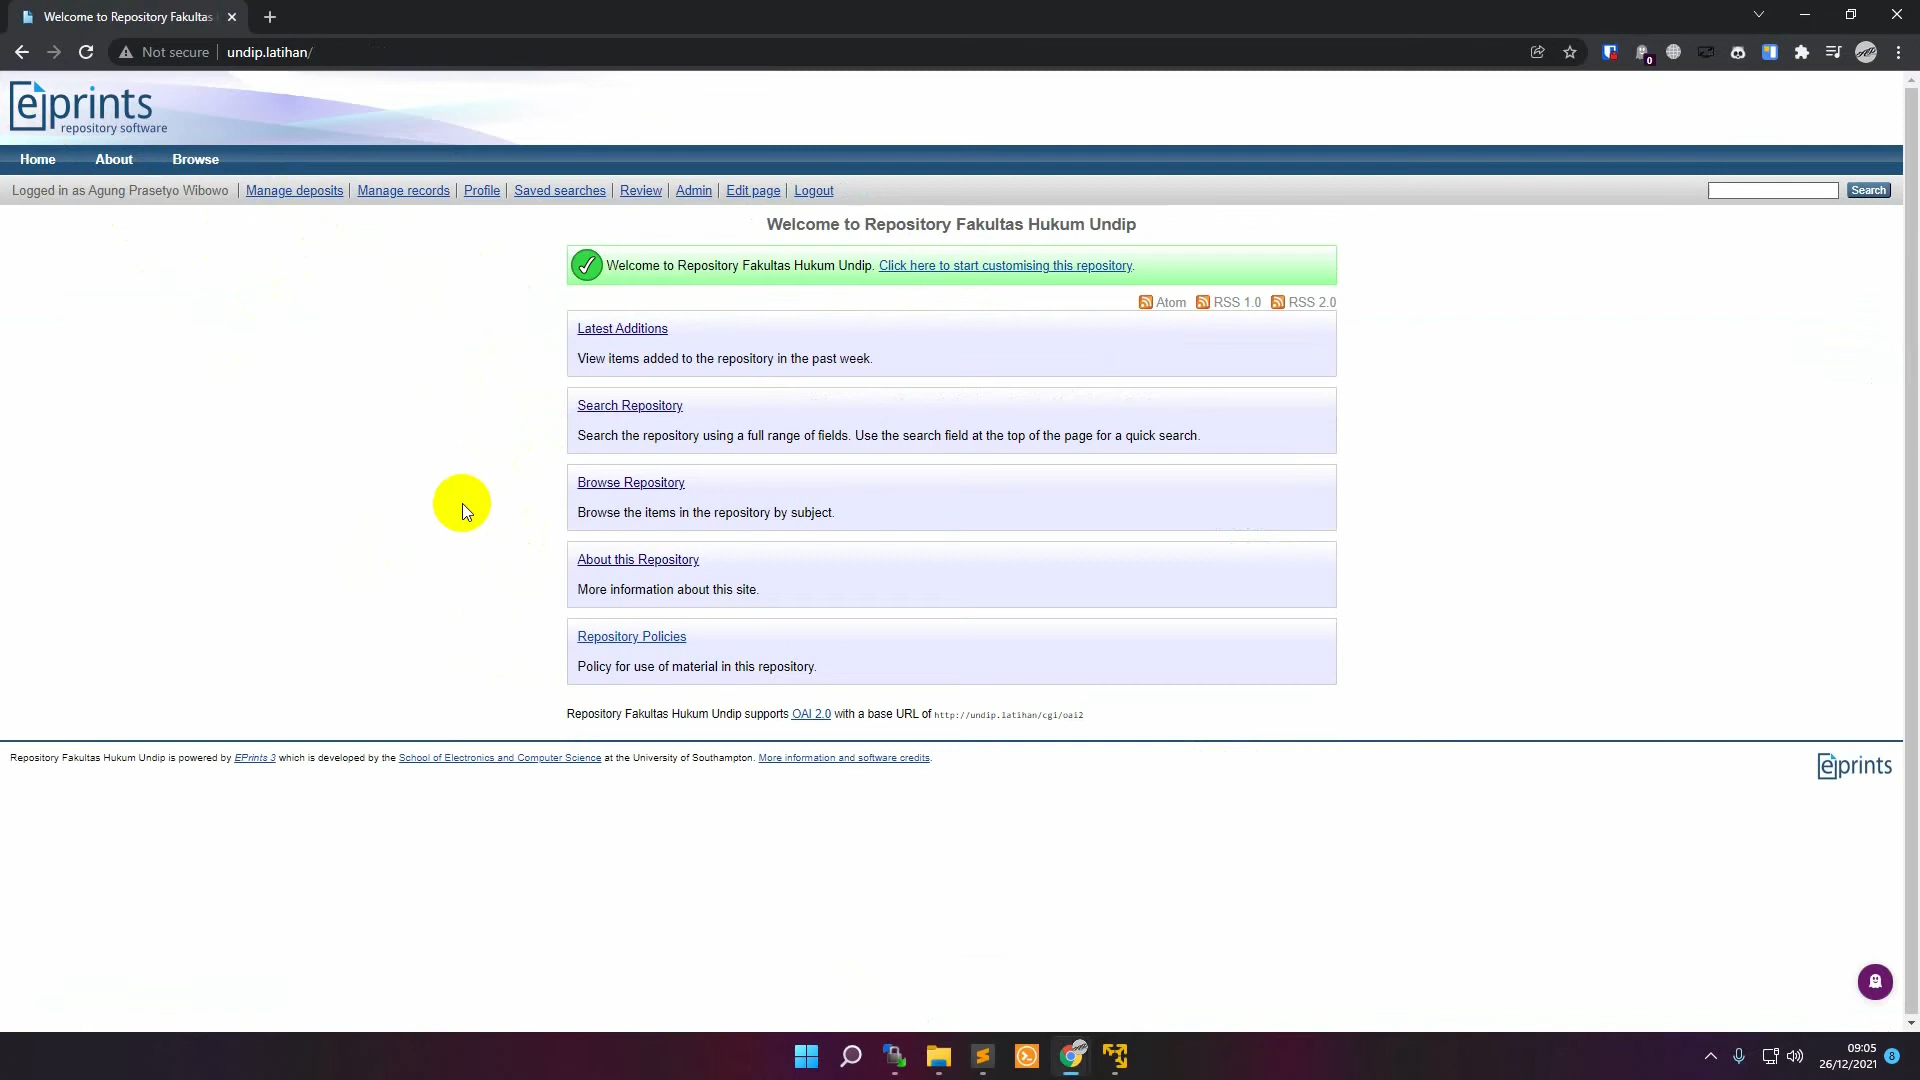 Welcome to Repository Fakultas
Not secure
undip.latihan/
0
eprints
repository software
Home About Browse
Logged in as Agung Prasetyo Wibowo | Manage deposits | Manage records | Profile | Saved searches | Review | Admin | Edit page | Logout
Search
Welcome to Repository Fakultas Hukum Undip
Welcome to Repository Fakultas Hukum Undip. Click here to start customising this repository.
Atom RSS 1.0 RSS 2.0
Latest Additions
View items added to the repository in the past week.
Search Repository
Search the repository using a full range of fields. Use the search field at the top of the page for a quick search.
Browse Repository
Browse the items in the repository by subject.
About this Repository
More information about this site.
Repository Policies
Policy for use of material in this repository.
Repository Fakultas Hukum Undip supports OAI 2.0 with a base URL of http://undip.latihan/cgi/oai2
Repository Fakultas Hukum Undip is powered by EPrints 3 which is developed by the School of Electronics and Computer Science at the University of Southampton. More information and software credits.
eprints
09:05
26/12/2021
8